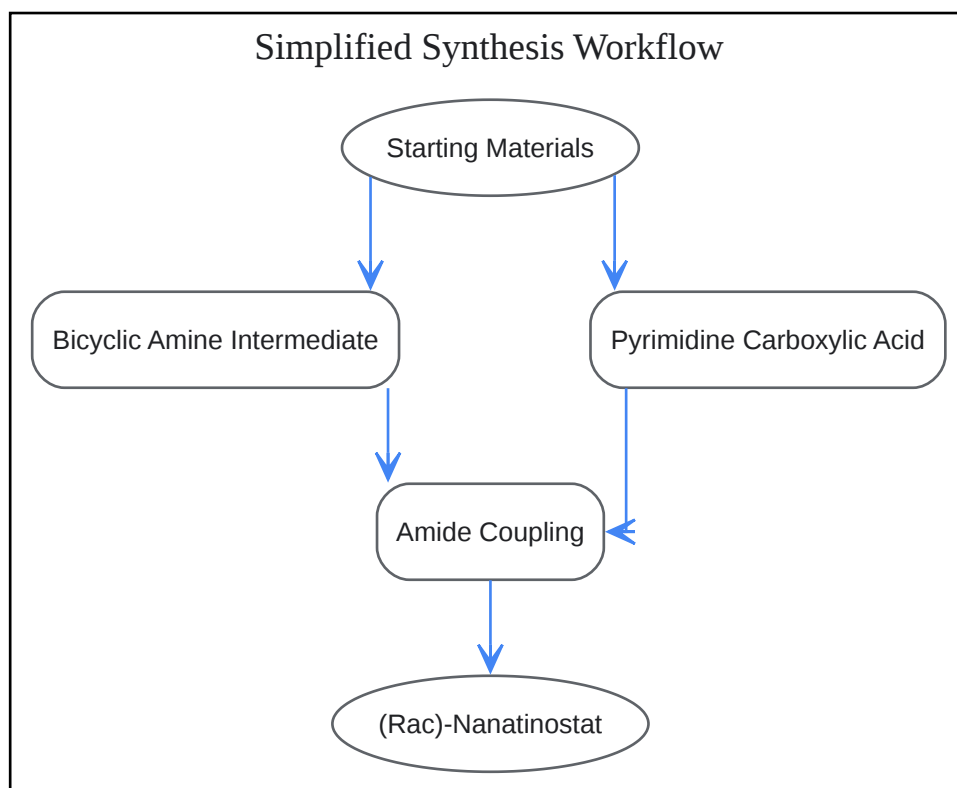 Simplified Synthesis Workflow
Starting Materials
Bicyclic Amine Intermediate
Pyrimidine Carboxylic Acid
Amide Coupling
(Rac)-Nanatinostat